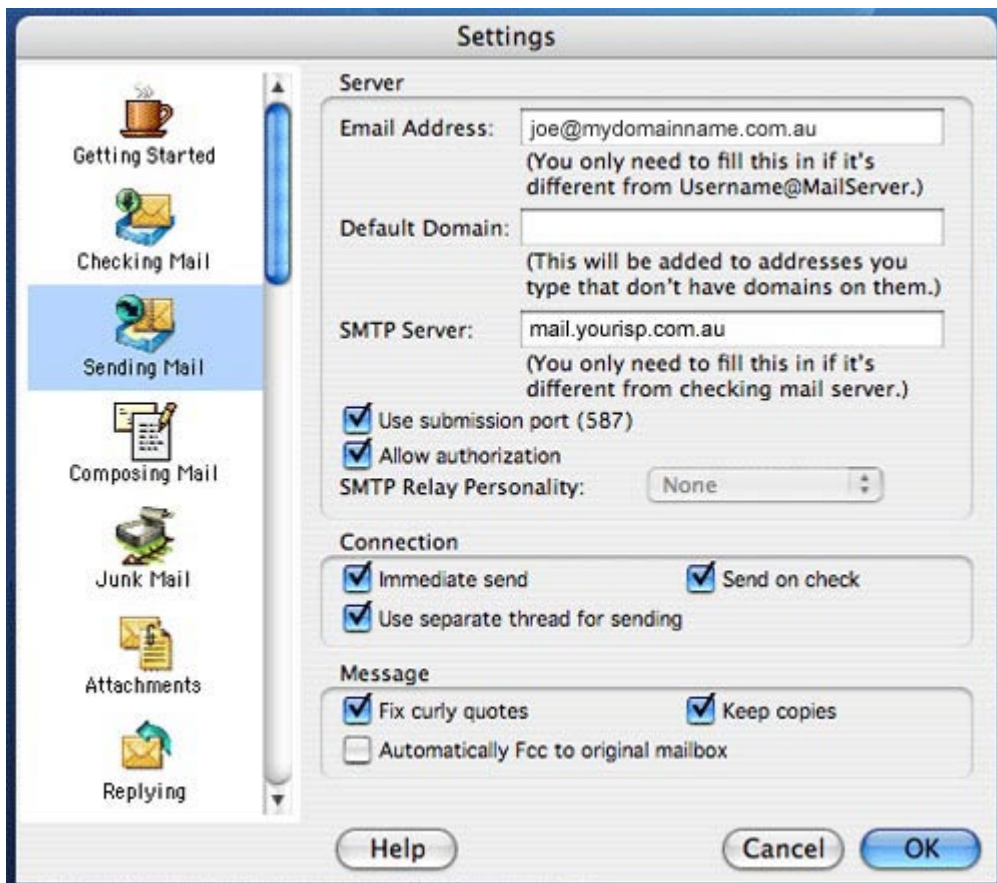 Settings
Getting Started
Checking Mail
Sending Mail
Composing Mail
Junk Mail
Attachments
Replying
Server
Email Address: joe@mydomainname.com.au
(You only need to fill this in if it's
different from Username@MailServer.)
Default Domain:
(This will be added to addresses you
type that don't have domains on them.)
SMTP Server: mail.yourisp.com.au
(You only need to fill this in if it's
different from checking mail server.)
Use submission port (587)
Allow authorization
SMTP Relay Personality: None
Connection
Immediate send Send on check
Use separate thread for sending
Message
Fix curly quotes Keep copies
Automatically Fcc to original mailbox
Help Cancel OK